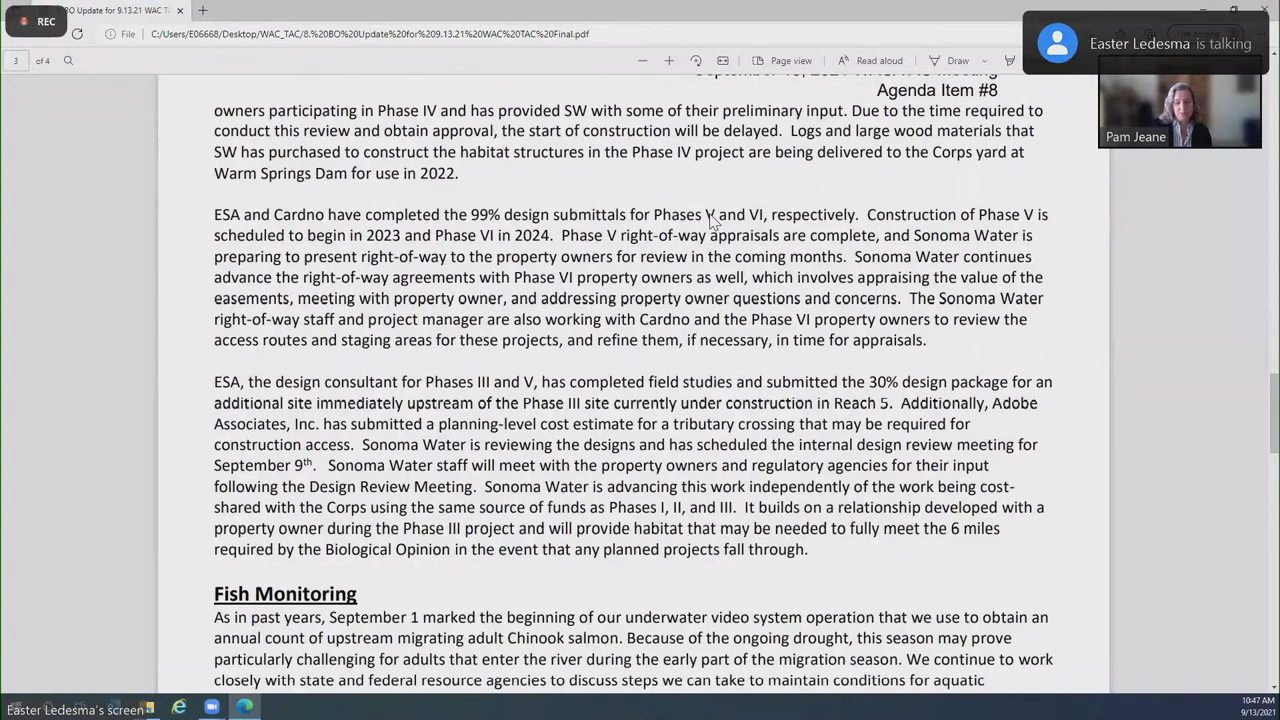 REC
BO Update for 9.13.21 WAC TA
File
C:/Users/E06668/Desktop/WAC_TAC/8.%20BO%20Update%20for%209.13.21%20WAC%20TAC%20Final.pdf
Easter Ledesma is talking
3 of 4
Page view
Read aloud
Draw
Pam Jeane
Agenda Item #8
owners participating in Phase IV and has provided SW with some of their preliminary input. Due to the time required to
conduct this review and obtain approval, the start of construction will be delayed. Logs and large wood materials that
SW has purchased to construct the habitat structures in the Phase IV project are being delivered to the Corps yard at
Warm Springs Dam for use in 2022.
ESA and Cardno have completed the 99% design submittals for Phases V and VI, respectively. Construction of Phase V is
scheduled to begin in 2023 and Phase VI in 2024. Phase V right-of-way appraisals are complete, and Sonoma Water is
preparing to present right-of-way to the property owners for review in the coming months. Sonoma Water continues
advance the right-of-way agreements with Phase VI property owners as well, which involves appraising the value of the
easements, meeting with property owner, and addressing property owner questions and concerns. The Sonoma Water
right-of-way staff and project manager are also working with Cardno and the Phase VI property owners to review the
access routes and staging areas for these projects, and refine them, if necessary, in time for appraisals.
ESA, the design consultant for Phases III and V, has completed field studies and submitted the 30% design package for an
additional site immediately upstream of the Phase III site currently under construction in Reach 5. Additionally, Adobe
Associates, Inc. has submitted a planning-level cost estimate for a tributary crossing that may be required for
construction access. Sonoma Water is reviewing the designs and has scheduled the internal design review meeting for
September 9th. Sonoma Water staff will meet with the property owners and regulatory agencies for their input
following the Design Review Meeting. Sonoma Water is advancing this work independently of the work being cost-
shared with the Corps using the same source of funds as Phases I, II, and III. It builds on a relationship developed with a
property owner during the Phase III project and will provide habitat that may be needed to fully meet the 6 miles
required by the Biological Opinion in the event that any planned projects fall through.
Fish Monitoring
As in past years, September 1 marked the beginning of our underwater video system operation that we use to obtain an
annual count of upstream migrating adult Chinook salmon. Because of the ongoing drought, this season may prove
particularly challenging for adults that enter the river during the early part of the migration season. We continue to work
closely with state and federal resource agencies to discuss steps we can take to maintain conditions for aquatic
Easter Ledesma's screen
10:47 AM
9/13/2021